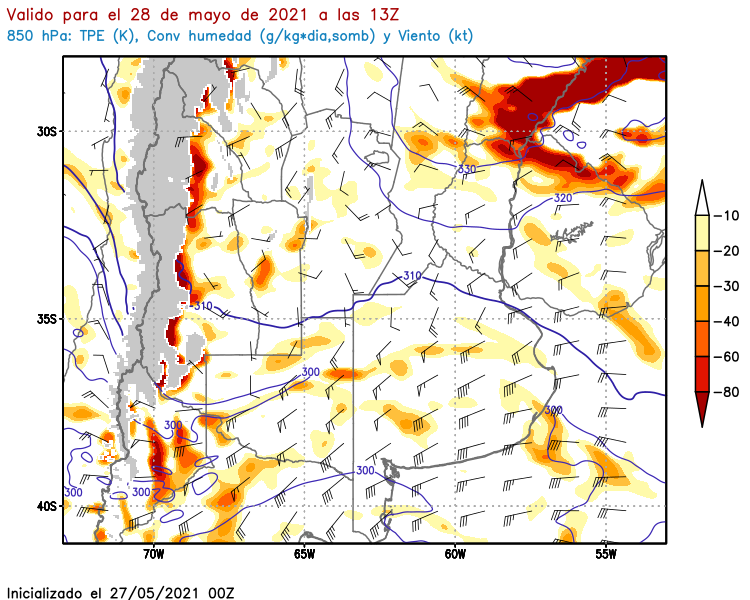 Valido para el 28 de mayo de 2021 a las 13Z
850 hPa: TPE (K), Conv humedad (g/kg*dia,somb) y Viento (kt)
30S
330
320
-10
-20
310
-30
310
35S
-40
-60
300
-80
300
300
300
300
300
40S
70W
65W
60W
55W
Inicializado el 27/05/2021 00Z